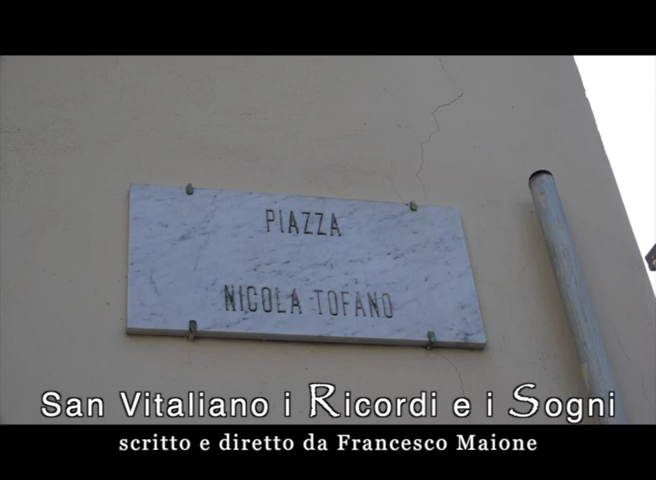 PIAZZA
NICOLA TOFANO
San Vitaliano i Ricordi e i Sogni
scritto e diretto da Francesco Maione